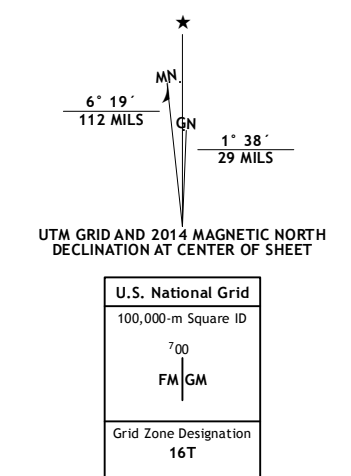 ★
MN
6° 19´
112 MILS
GN
1° 38´
29 MILS
UTM GRID AND 2014 MAGNETIC NORTH
DECLINATION AT CENTER OF SHEET
U.S. National Grid
100,000-m Square ID
⁷00
FM GM
Grid Zone Designation
16T